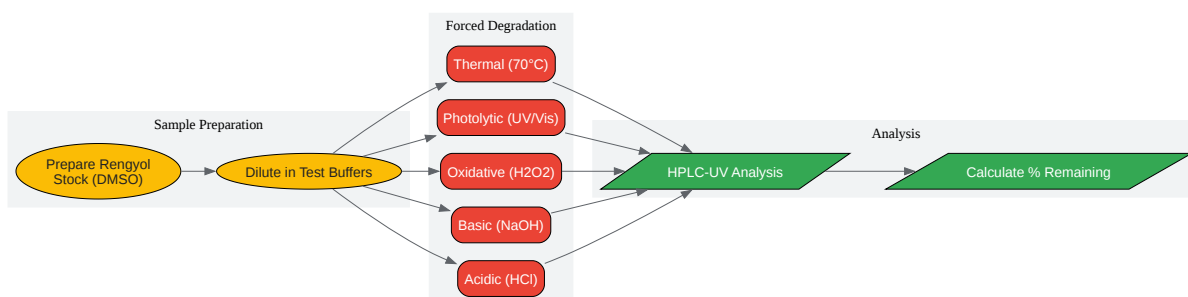 Sample Preparation
Prepare Rengyol
Stock (DMSO)
Dilute in Test Buffers
Forced Degradation
Thermal (70°C)
Photolytic (UV/Vis)
Oxidative (H2O2)
Basic (NaOH)
Acidic (HCl)
Analysis
HPLC-UV Analysis
Calculate % Remaining